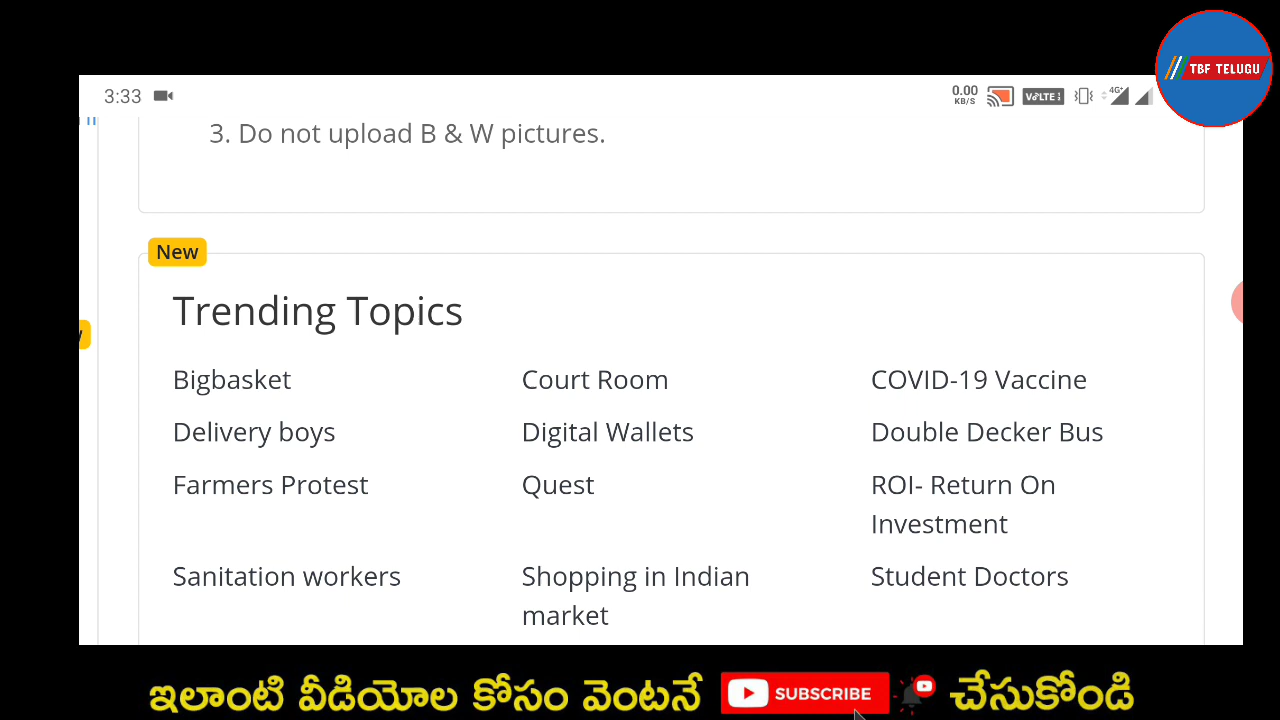 TBF TELUGU
3:33
0.00
KB/S
VoLTE
4G+
3. Do not upload B & W pictures.
New
Trending Topics
Bigbasket Court Room COVID-19 Vaccine
Delivery boys Digital Wallets Double Decker Bus
Farmers Protest Quest ROI- Return On
Investment
Sanitation workers Shopping in Indian Student Doctors
market
ఇలాంటి వీడియోల కోసం వెంటనే SUBSCRIBE చేసుకోండి